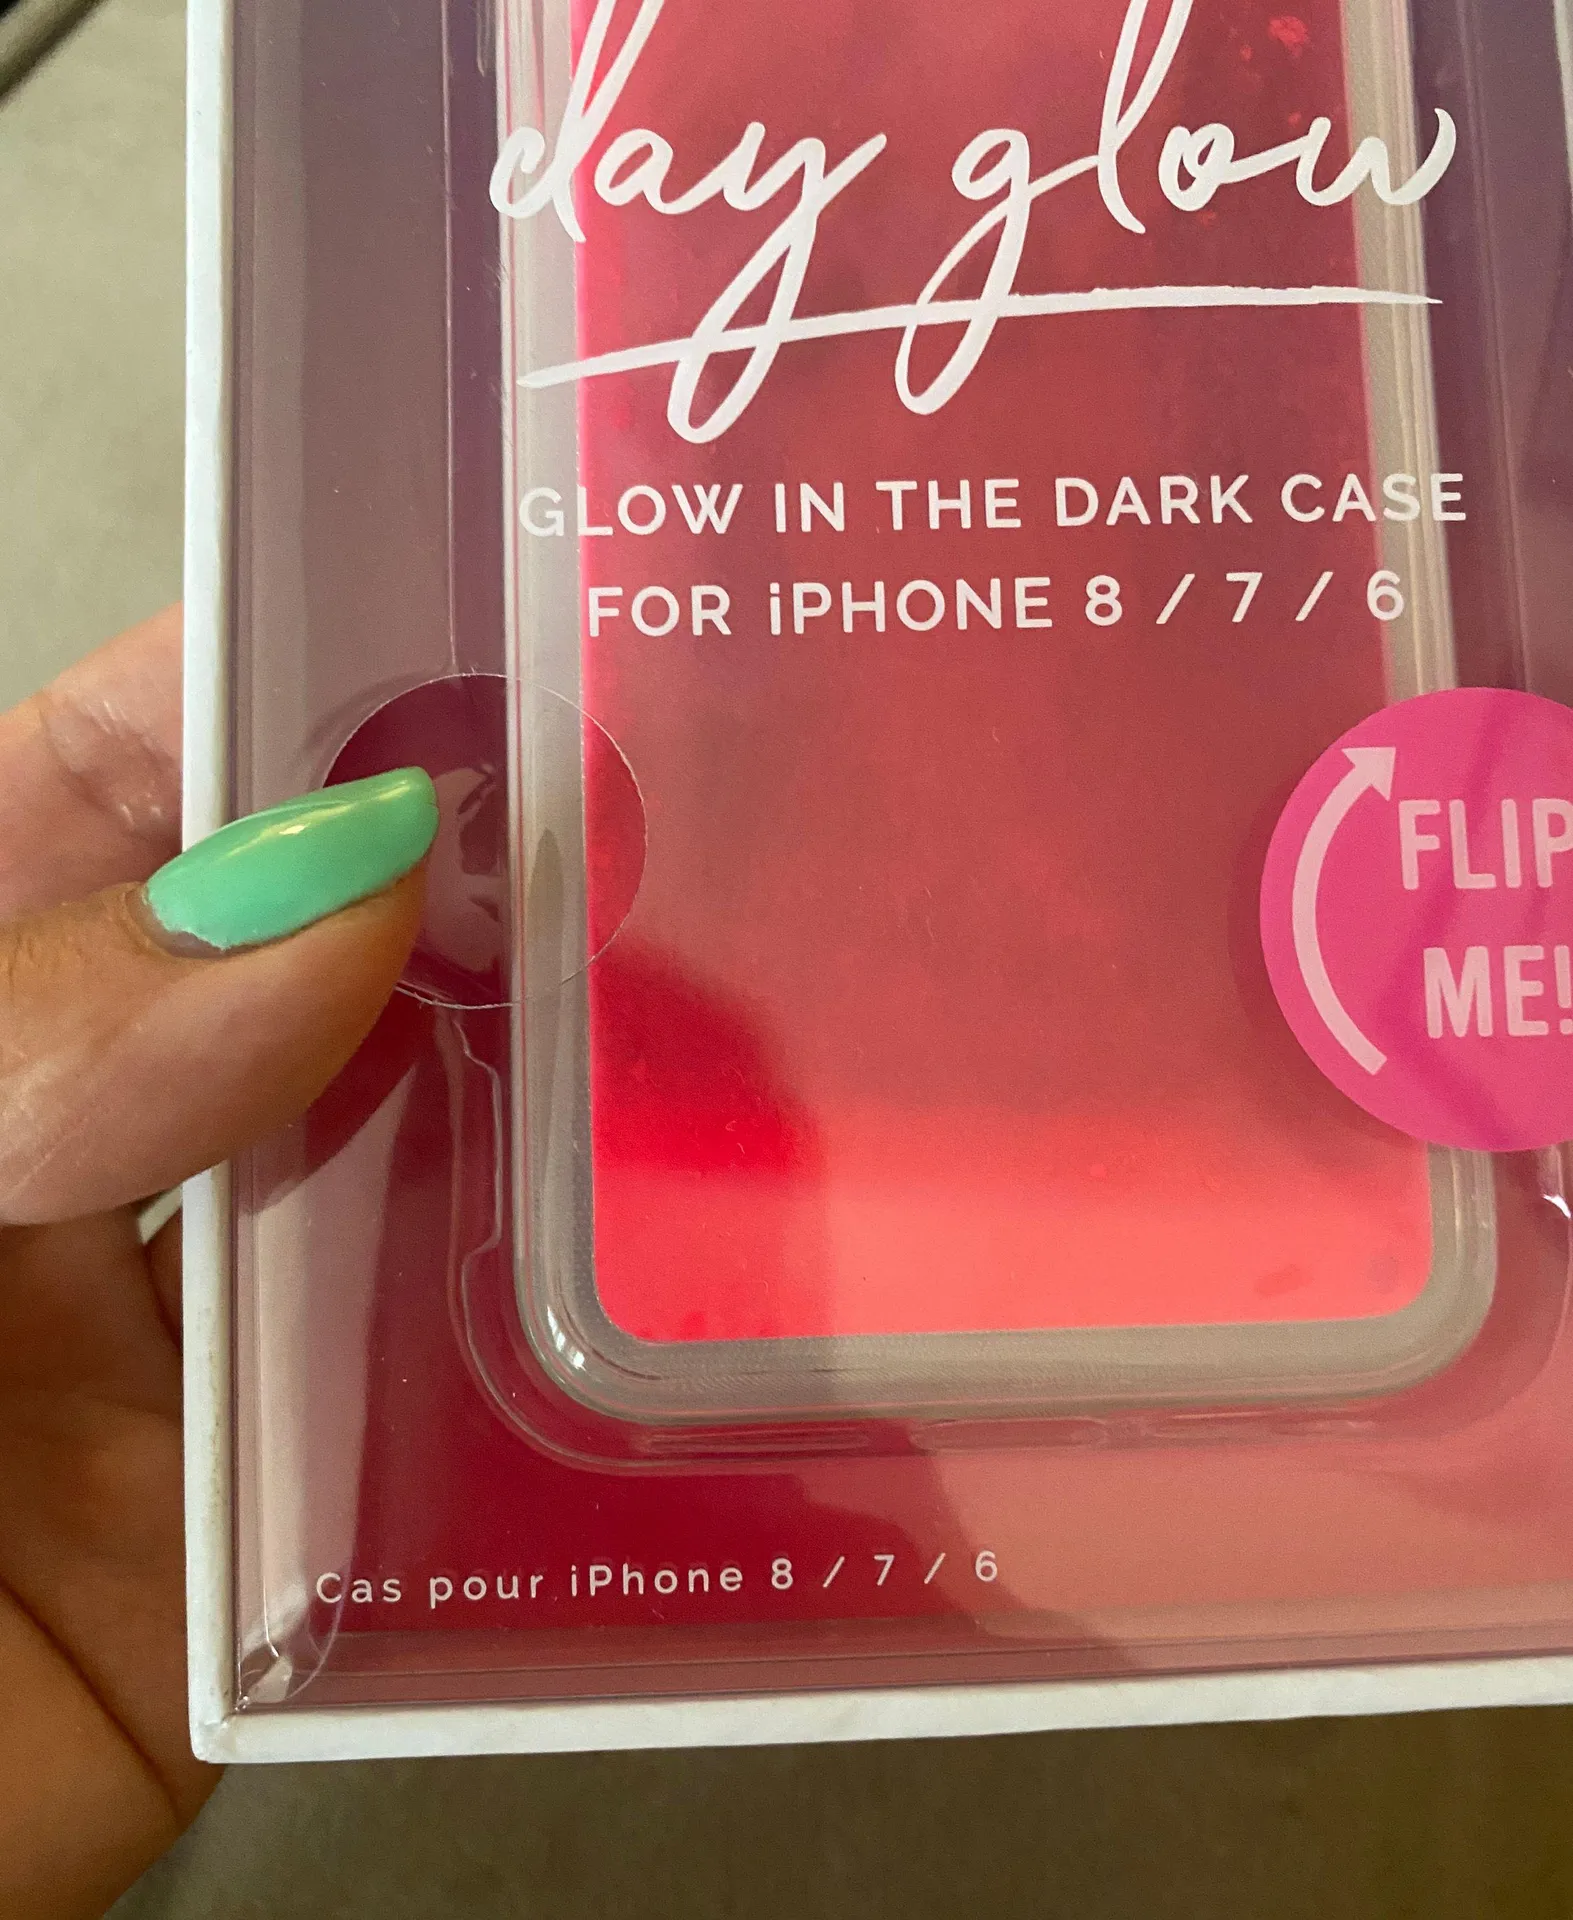 day glow
GLOW IN THE DARK CASE
FOR iPHONE 8 / 7 / 6
FLIP
ME!
Cas pour iPhone 8 / 7 / 6